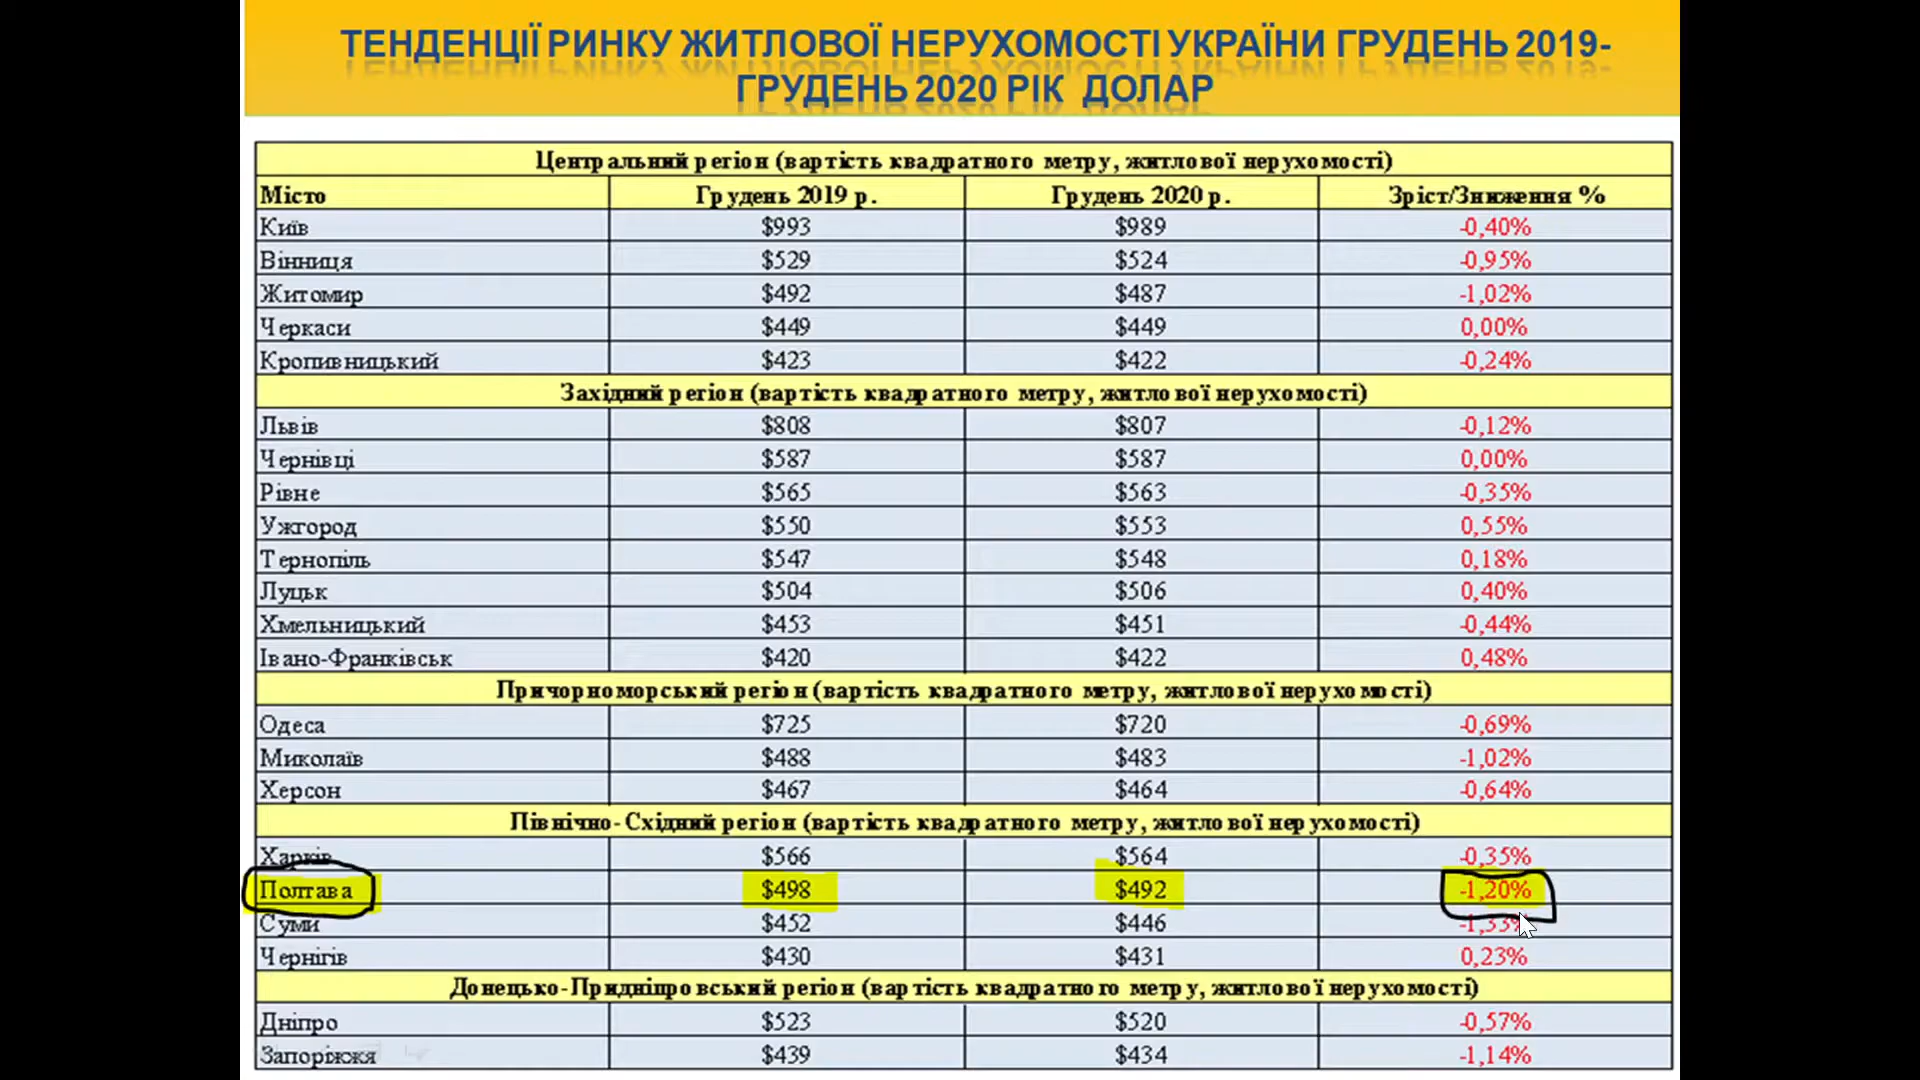 ТЕНДЕНЦІЇ РИНКУ ЖИТЛОВОЇ НЕРУХОМОСТІ УКРАЇНИ ГРУДЕНЬ 2019-
ГРУДЕНЬ 2020 РІК ДОЛАР
Центральний регіон (вартість квадратного метру, житлової нерухомості)
Місто Грудень 2019 р. Грудень 2020 р. Зріст/Зниження %
Київ $993 $989 -0,40%
Вінниця $529 $524 -0,95%
Житомир $492 $487 -1,02%
Черкаси $449 $449 0,00%
Кропивницький $423 $422 -0,24%
Західний регіон (вартість квадратного метру, житлової нерухомості)
Львів $808 $807 -0,12%
Чернівці $587 $587 0,00%
Рівне $565 $563 -0,35%
Ужгород $550 $553 0,55%
Тернопіль $547 $548 0,18%
Луцьк $504 $506 0,40%
Хмельницький $453 $451 -0,44%
Івано-Франківськ $420 $422 0,48%
Причорноморський регіон (вартість квадратного метру, житлової нерухомості)
Одеса $725 $720 -0,69%
Миколаїв $488 $483 -1,02%
Херсон $467 $464 -0,64%
Північно-Східний регіон (вартість квадратного метру, житлової нерухомості)
Харків $566 $564 -0,35%
Полтава $498 $492 -1,20%
Суми $452 $446 -1,33%
Чернігів $430 $431 0,23%
Донецько-Придніпровський регіон (вартість квадратного метру, житлової нерухомості)
Дніпро $523 $520 -0,57%
Запоріжжя $439 $434 -1,14%